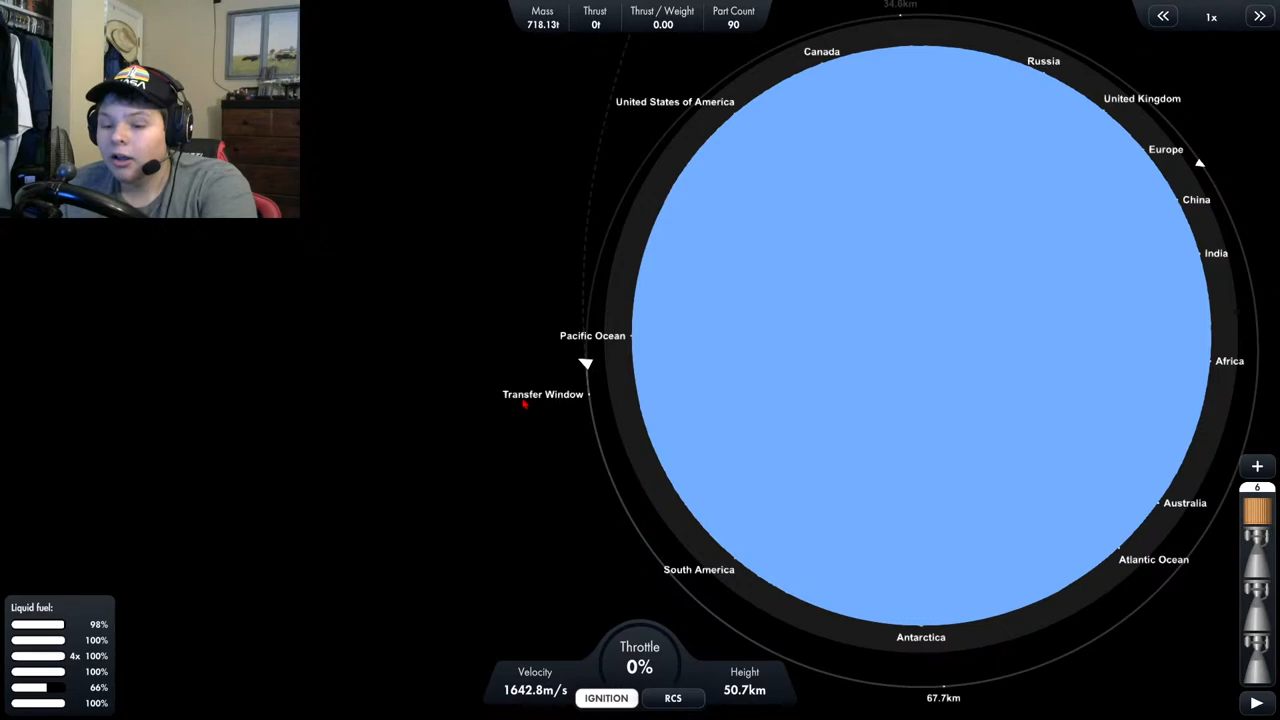 34.6km
Mass
718.13t
Thrust
0t
Thrust / Weight
0.00
Part Count
90
1x
Canada
Russia
United States of America
United Kingdom
Europe
China
India
Pacific Ocean
Africa
Transfer Window
Australia
Atlantic Ocean
South America
Antarctica
67.7km
NASA
6
Liquid fuel:
98%
100%
4x 100%
100%
66%
100%
Throttle
0%
Velocity
1642.8m/s
Height
50.7km
IGNITION
RCS